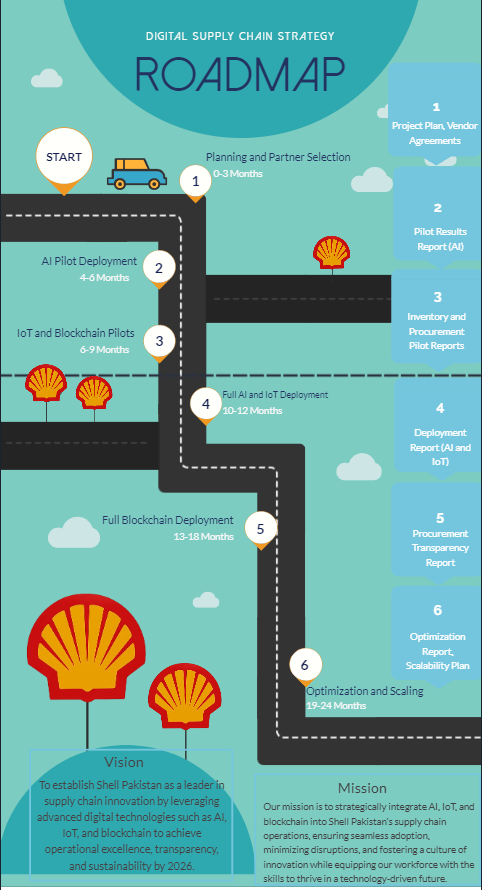 DIGITAL SUPPLY CHAIN STRATEGY
ROADMAP
START
1
Planning and Partner Selection
0-3 Months
AI Pilot Deployment
4-6 Months
2
IoT and Blockchain Pilots
6-9 Months
3
4
Full AI and IoT Deployment
10-12 Months
Full Blockchain Deployment
13-18 Months
5
6
Optimization and Scaling
19-24 Months
1
Project Plan, Vendor
Agreements
2
Pilot Results
Report (AI)
3
Inventory and
Procurement
Pilot Reports
4
Deployment
Report (AI and
IoT)
5
Procurement
Transparency
Report
6
Optimization
Report,
Scalability Plan
Vision
To establish Shell Pakistan as a leader in
supply chain innovation by leveraging
advanced digital technologies such as AI,
IoT, and blockchain to achieve
operational excellence, transparency,
and sustainability by 2026.
Mission
Our mission is to strategically integrate AI, IoT, and
blockchain into Shell Pakistan's supply chain
operations, ensuring seamless adoption,
minimizing disruptions, and fostering a culture of
innovation while equipping our workforce with the
skills to thrive in a technology-driven future.